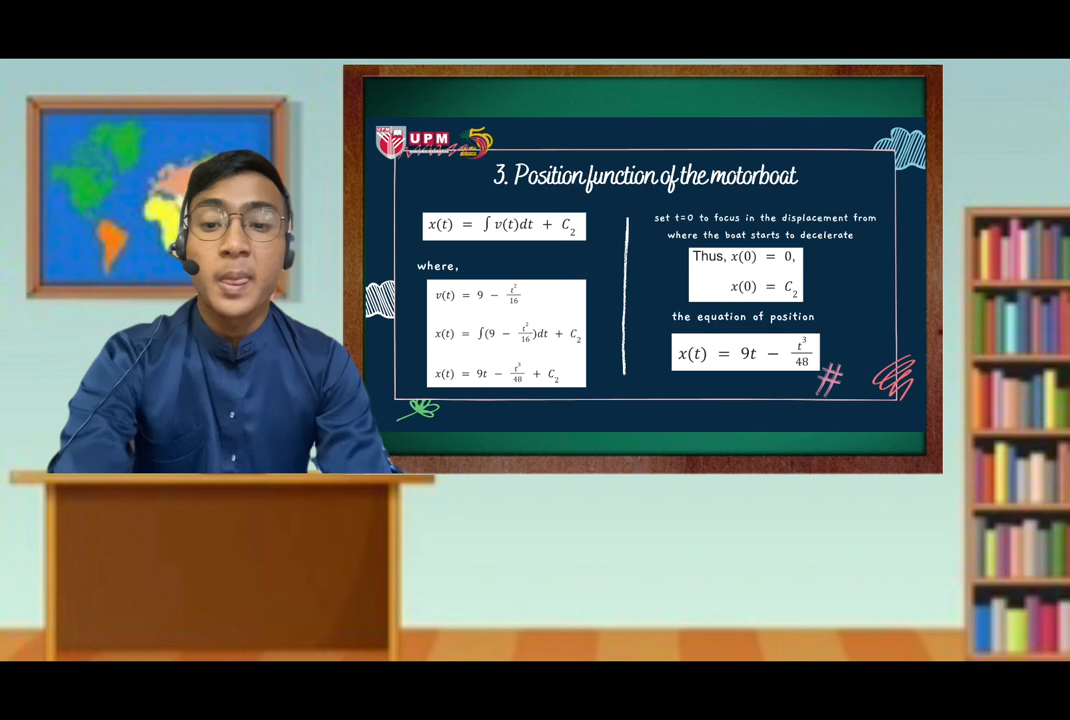 UPM
3. Position function of the motorboat
x(t) = ∫ v(t)dt + C₂
where,
v(t) = 9 − t²/16
x(t) = ∫(9 − t²/16)dt + C₂
x(t) = 9t − t³/48 + C₂
set t=0 to focus in the displacement from
where the boat starts to decelerate
Thus, x(0) = 0,
x(0) = C₂
the equation of position
x(t) = 9t − t³/48